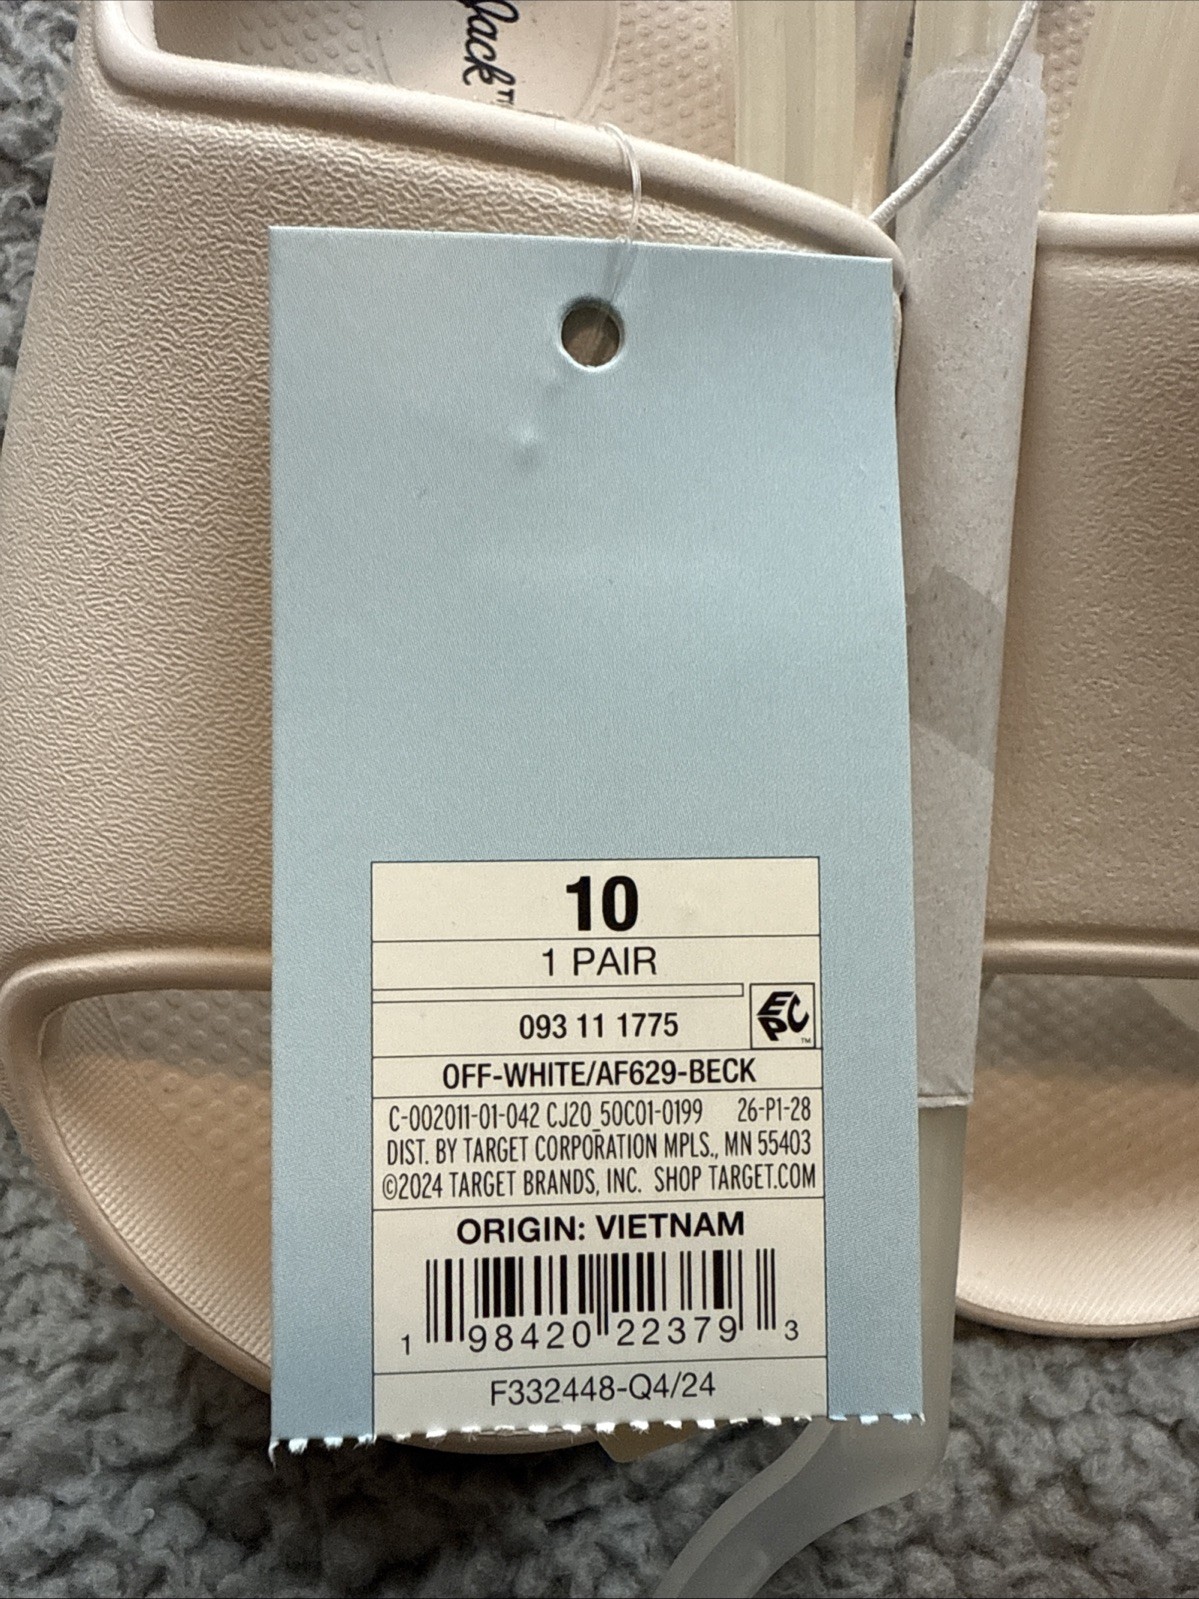 Jack™
10
1 PAIR
093 11 1775
EPC™
OFF-WHITE/AF629-BECK
C-002011-01-042 CJ20_50C01-0199 26-P1-28
DIST. BY TARGET CORPORATION MPLS., MN 55403
©2024 TARGET BRANDS, INC. SHOP TARGET.COM
ORIGIN: VIETNAM
1 98420 22379 3
F332448-Q4/24